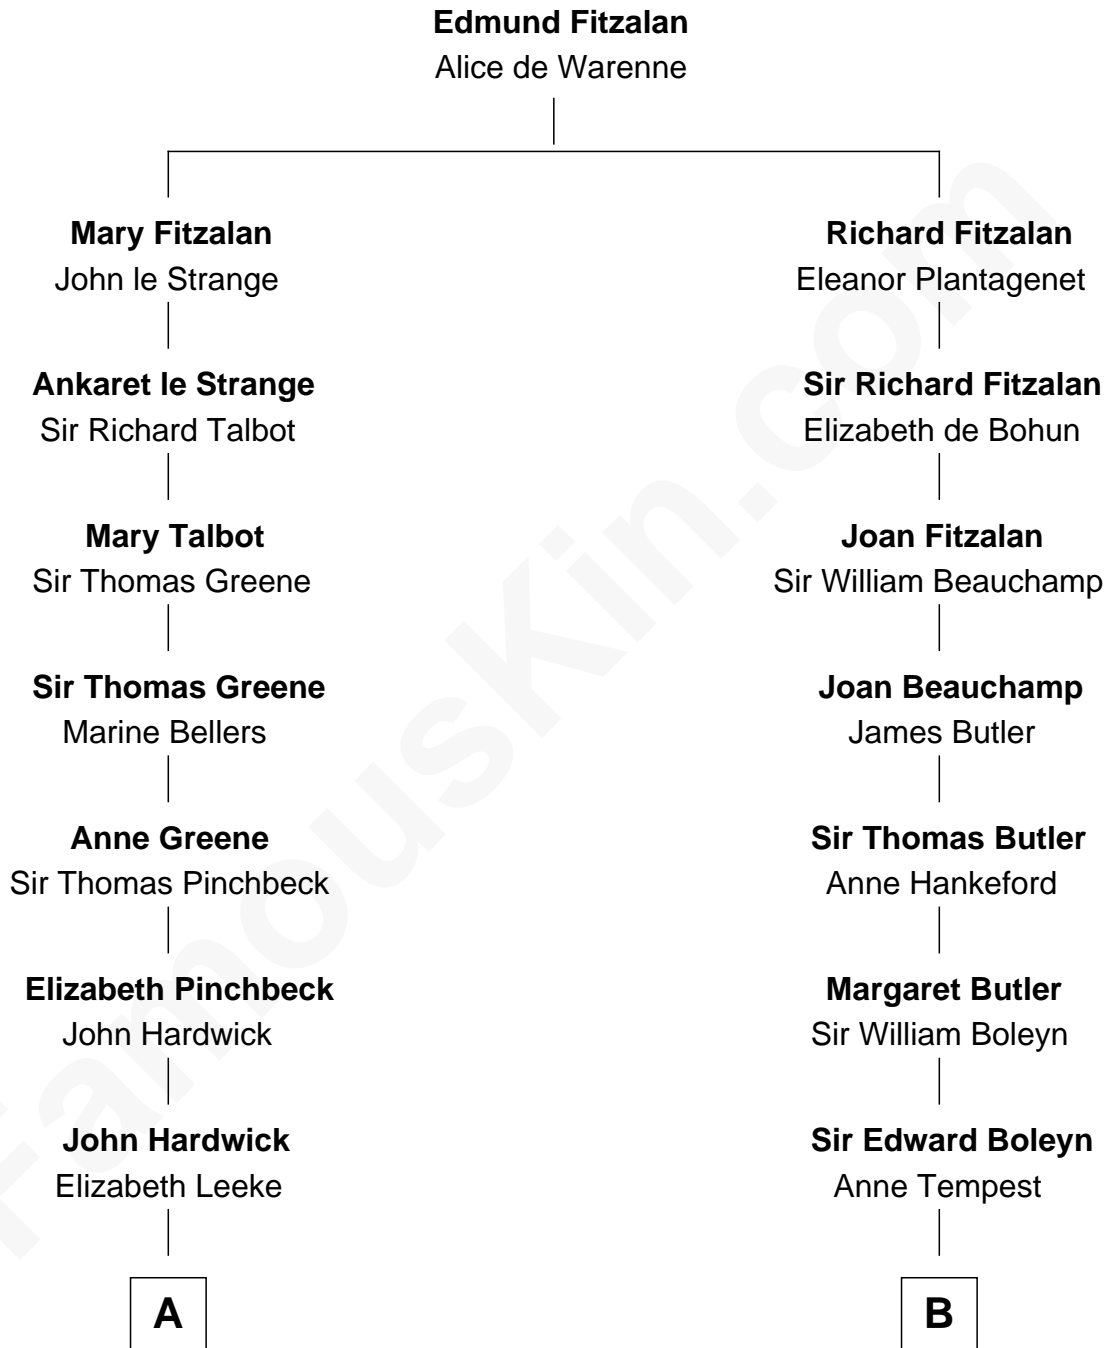 Edmund Fitzalan
Alice de Warenne
Mary Fitzalan
John le Strange
Richard Fitzalan
Eleanor Plantagenet
Ankaret le Strange
Sir Richard Talbot
Sir Richard Fitzalan
Elizabeth de Bohun
Mary Talbot
Sir Thomas Greene
Joan Fitzalan
Sir William Beauchamp
Sir Thomas Greene
Marine Bellers
Joan Beauchamp
James Butler
Anne Greene
Sir Thomas Pinchbeck
Sir Thomas Butler
Anne Hankeford
Elizabeth Pinchbeck
John Hardwick
Margaret Butler
Sir William Boleyn
John Hardwick
Elizabeth Leeke
Sir Edward Boleyn
Anne Tempest
A
B
FamousKin.com